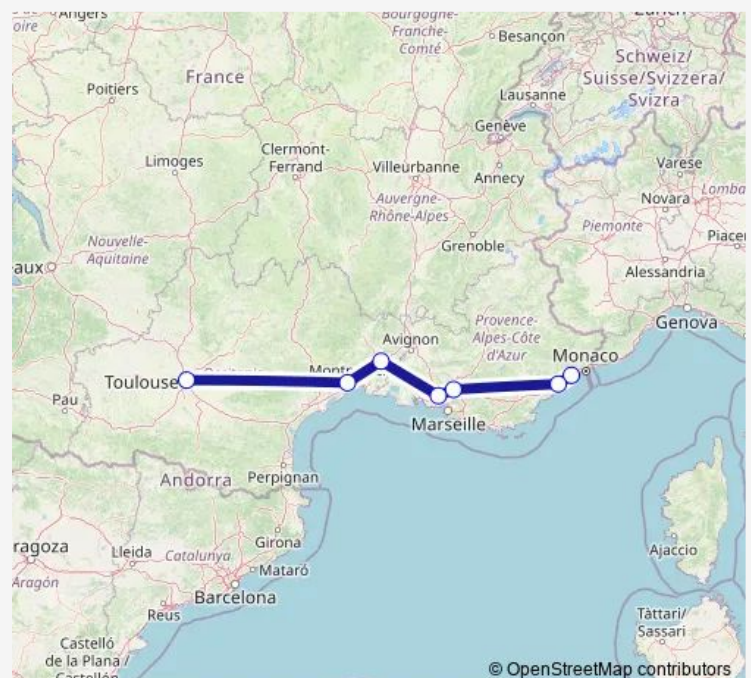 Angers
Bourgogne-
Franche-
Comté
Besançon
Zürich
Schweiz/
Suisse/Svizzera/
Svizra
Poitiers
France
Lausanne
Genève
Limoges
Clermont-
Ferrand
Villeurbanne
Annecy
Varese
Auvergne-
Rhône-Alpes
Novara
Nouvelle-
Aquitaine
Grenoble
Piemonte
eaux
Alessandria
Provence-
Alpes-Côte
d'Azur
Genova
Avignon
Monaco
Toulouse
Pau
Marseille
Andorra
Perpignan
Girona
ragoza
Lleida
Catalunya
Mataró
Aragón
Barcelona
Reus
Ajaccio
Tàttari/
Sassari
Castelló
de la Plana /
Castellón
© OpenStreetMap contributors